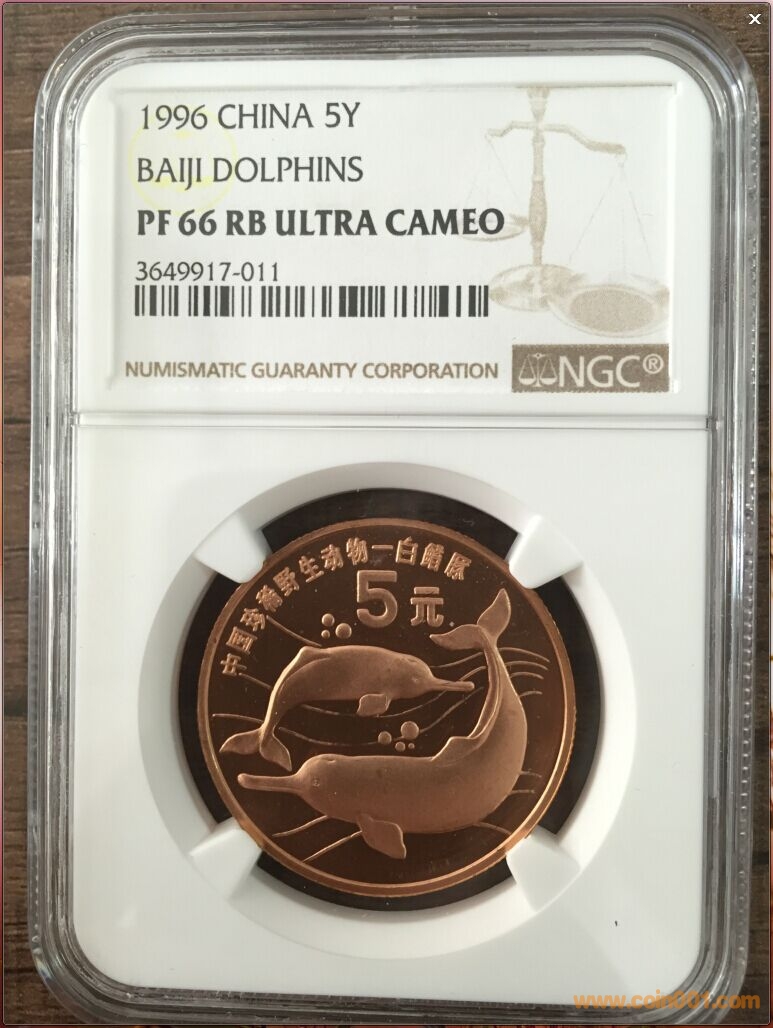 1996 CHINA 5Y
BAIJI DOLPHINS
PF 66 RB ULTRA CAMEO
3649917-011
NUMISMATIC GUARANTY CORPORATION
NGC®
中国珍稀野生动物—白鱀豚
5元
www.coin001.com